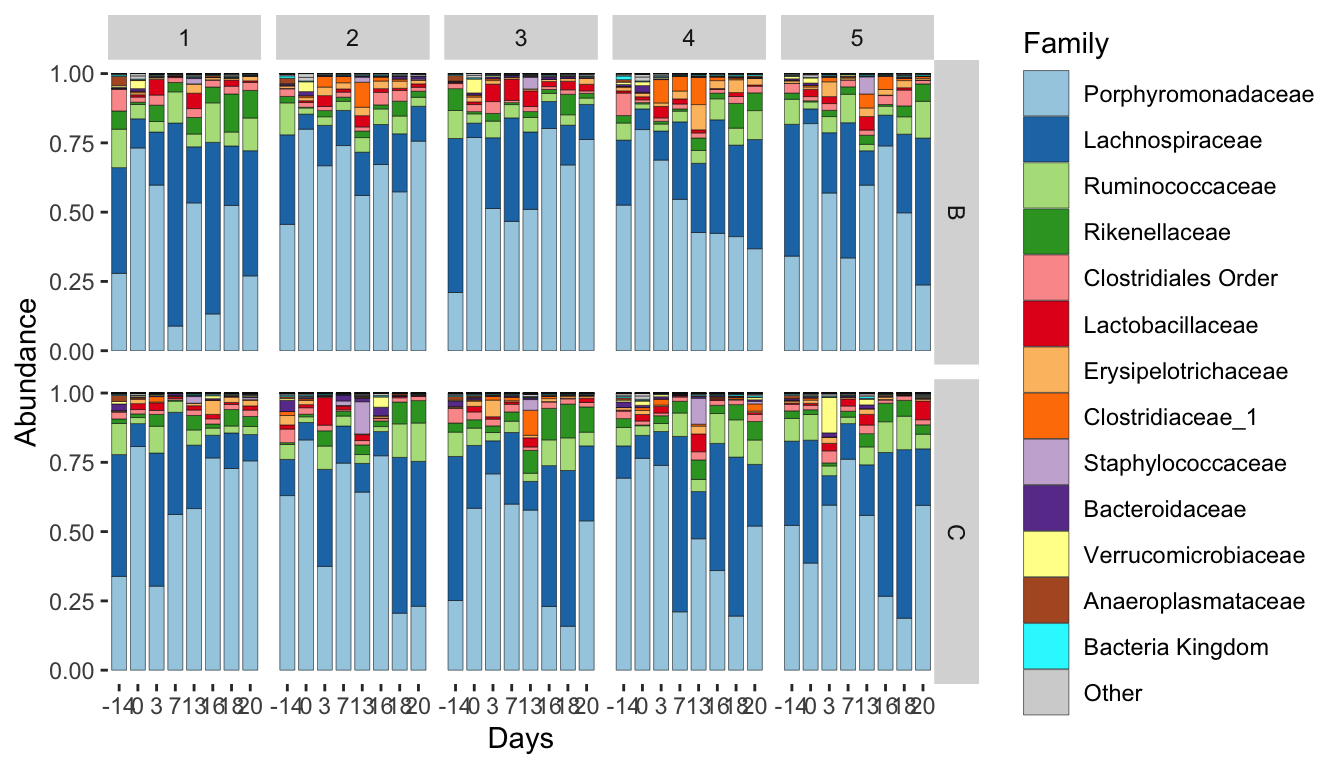 1 2 3 4 5
Family
Porphyromonadaceae
Lachnospiraceae
Ruminococcaceae
Rikenellaceae
Clostridiales Order
Lactobacillaceae
Erysipelotrichaceae
Clostridiaceae_1
Staphylococcaceae
Bacteroidaceae
Verrucomicrobiaceae
Anaeroplasmataceae
Bacteria Kingdom
Other
Abundance
1.00
0.75
0.50
0.25
0.00
B
1.00
0.75
0.50
0.25
0.00
C
-14 0 3 7 13 16 18 20 -14 0 3 7 13 16 18 20 -14 0 3 7 13 16 18 20 -14 0 3 7 13 16 18 20 -14 0 3 7 13 16 18 20
Days